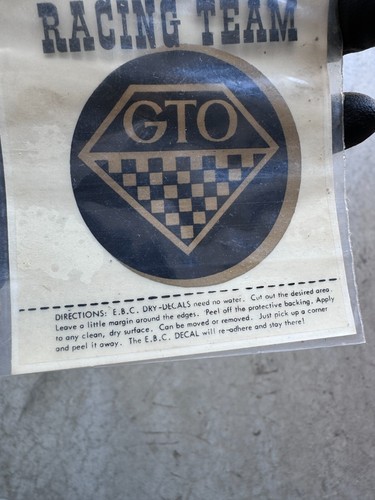 RACING TEAM
GTO
DIRECTIONS: E.B.C. DRY-DECALS need no water. Cut out the desired area.
Leave a little margin around the edges. Peel off the protective backing. Apply
to any clean, dry surface. Can be moved or removed. Just pick up a corner
and peel it away. The E.B.C. DECAL will re-adhere and stay there!